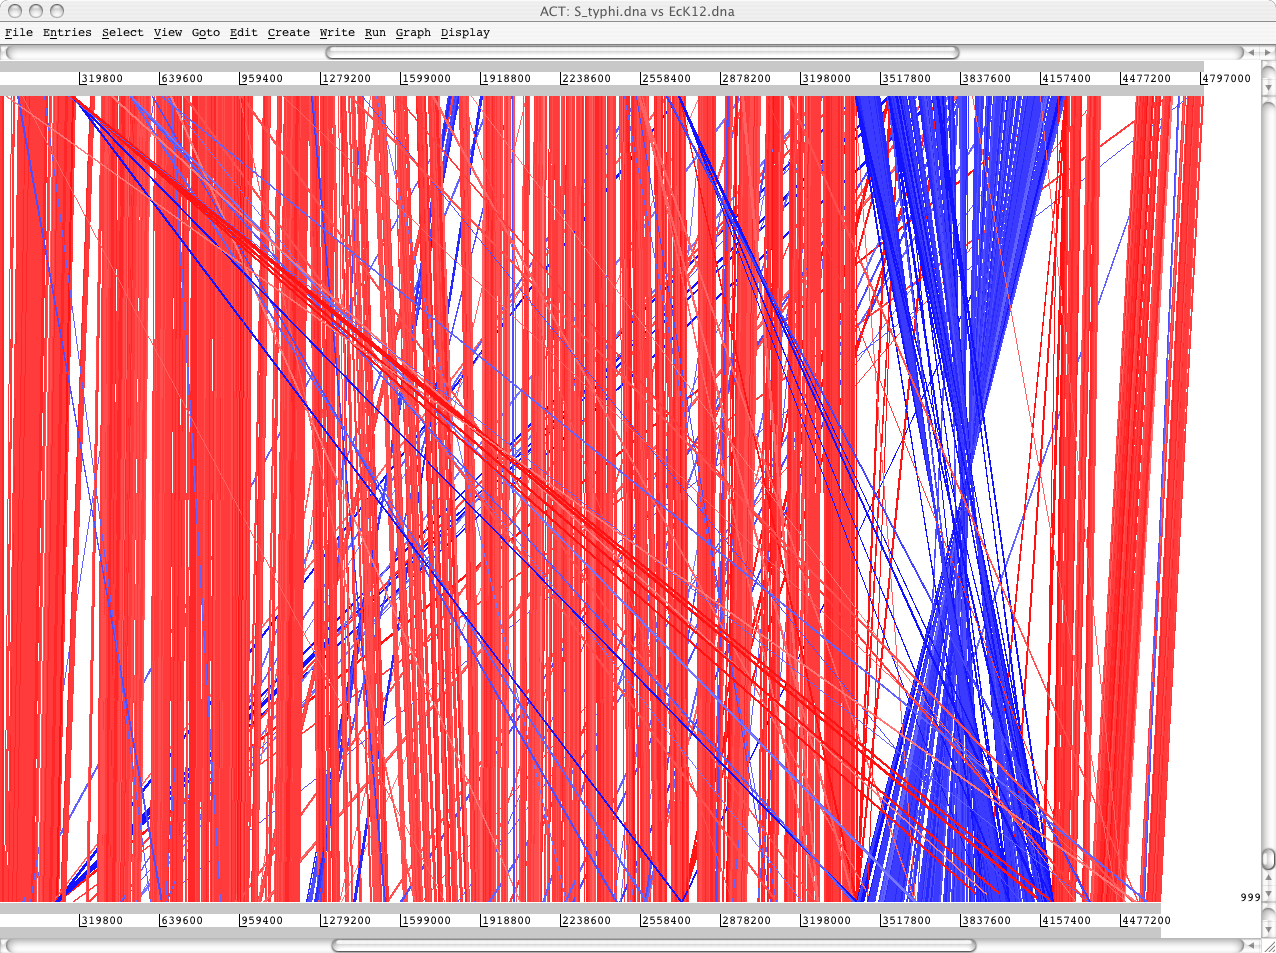 ACT: S_typhi.dna vs EcK12.dna
File Entries Select View Goto Edit Create Write Run Graph Display
319800 639600 959400 1279200 1599000 1918800 2238600 2558400 2878200 3198000 3517800 3837600 4157400 4477200 4797000
999
319800 639600 959400 1279200 1599000 1918800 2238600 2558400 2878200 3198000 3517800 3837600 4157400 4477200